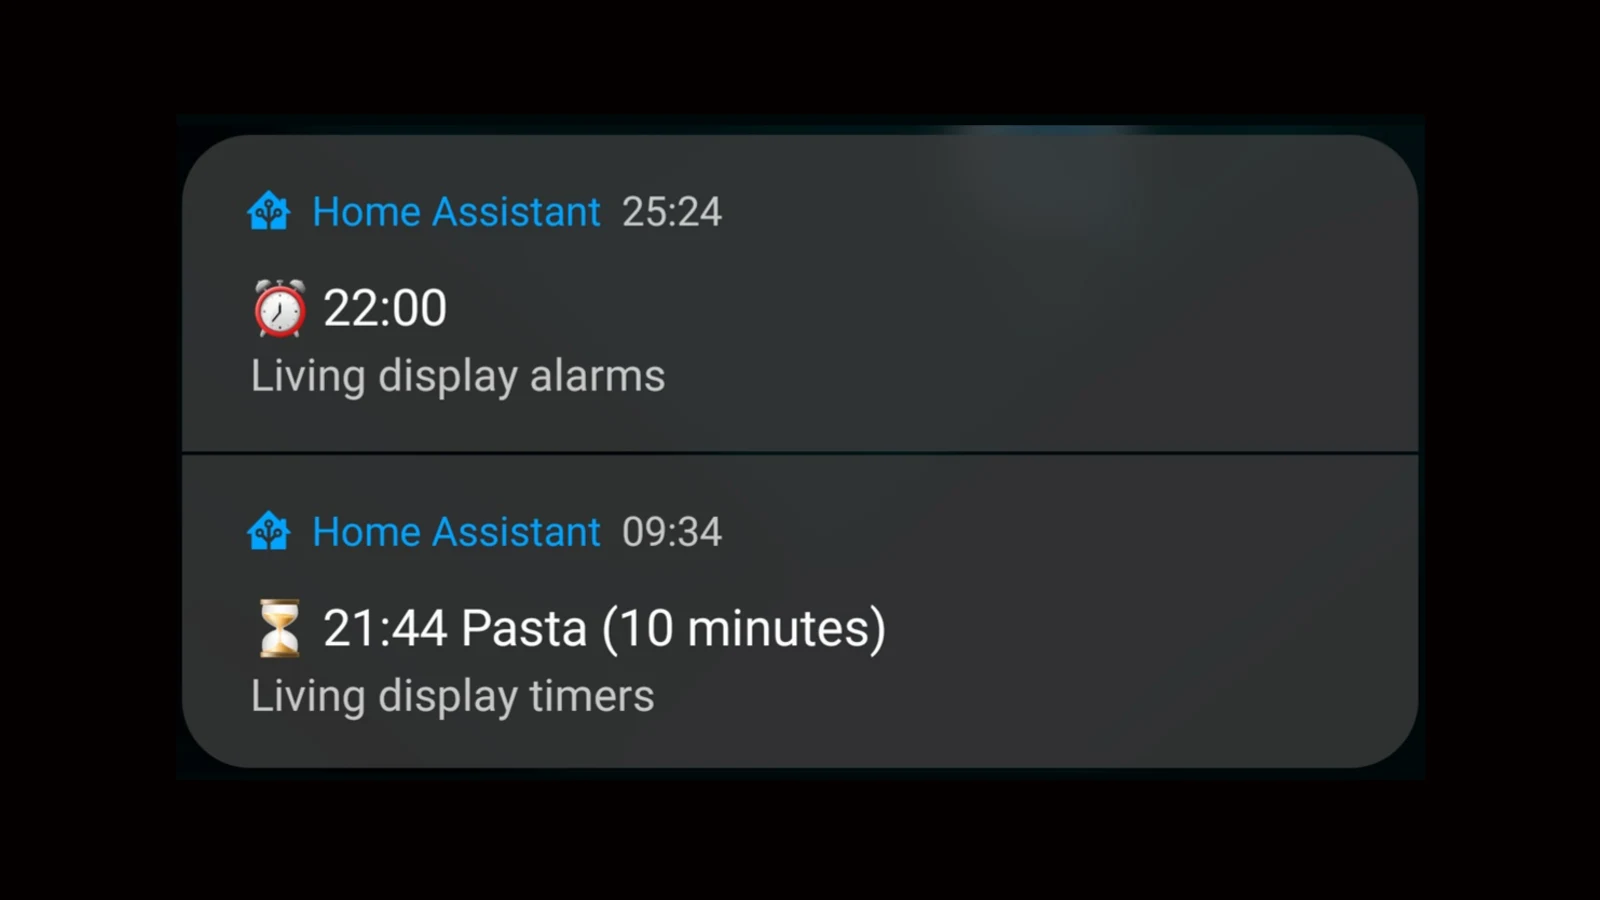 Home Assistant 25:24
⏰ 22:00
Living display alarms
Home Assistant 09:34
⏳ 21:44 Pasta (10 minutes)
Living display timers